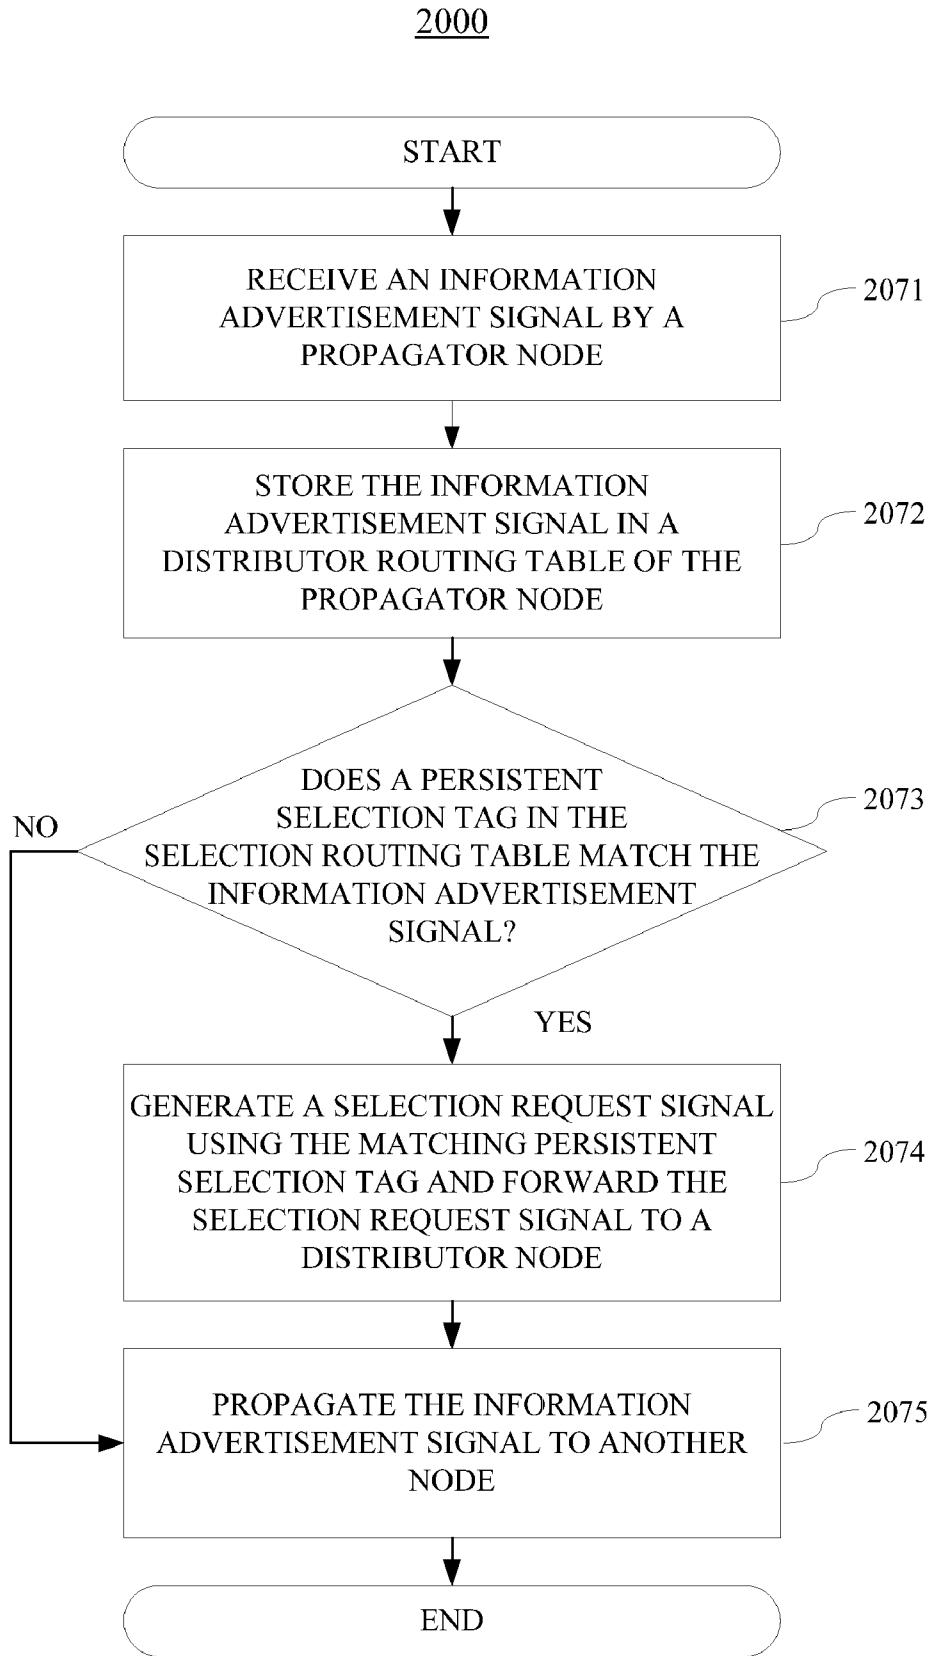 2000
START
RECEIVE AN INFORMATION
ADVERTISEMENT SIGNAL BY A
PROPAGATOR NODE
2071
STORE THE INFORMATION
ADVERTISEMENT SIGNAL IN A
DISTRIBUTOR ROUTING TABLE OF THE
PROPAGATOR NODE
2072
DOES A PERSISTENT
SELECTION TAG IN THE
SELECTION ROUTING TABLE MATCH THE
INFORMATION ADVERTISEMENT
SIGNAL?
2073
NO
YES
GENERATE A SELECTION REQUEST SIGNAL
USING THE MATCHING PERSISTENT
SELECTION TAG AND FORWARD THE
SELECTION REQUEST SIGNAL TO A
DISTRIBUTOR NODE
2074
PROPAGATE THE INFORMATION
ADVERTISEMENT SIGNAL TO ANOTHER
NODE
2075
END